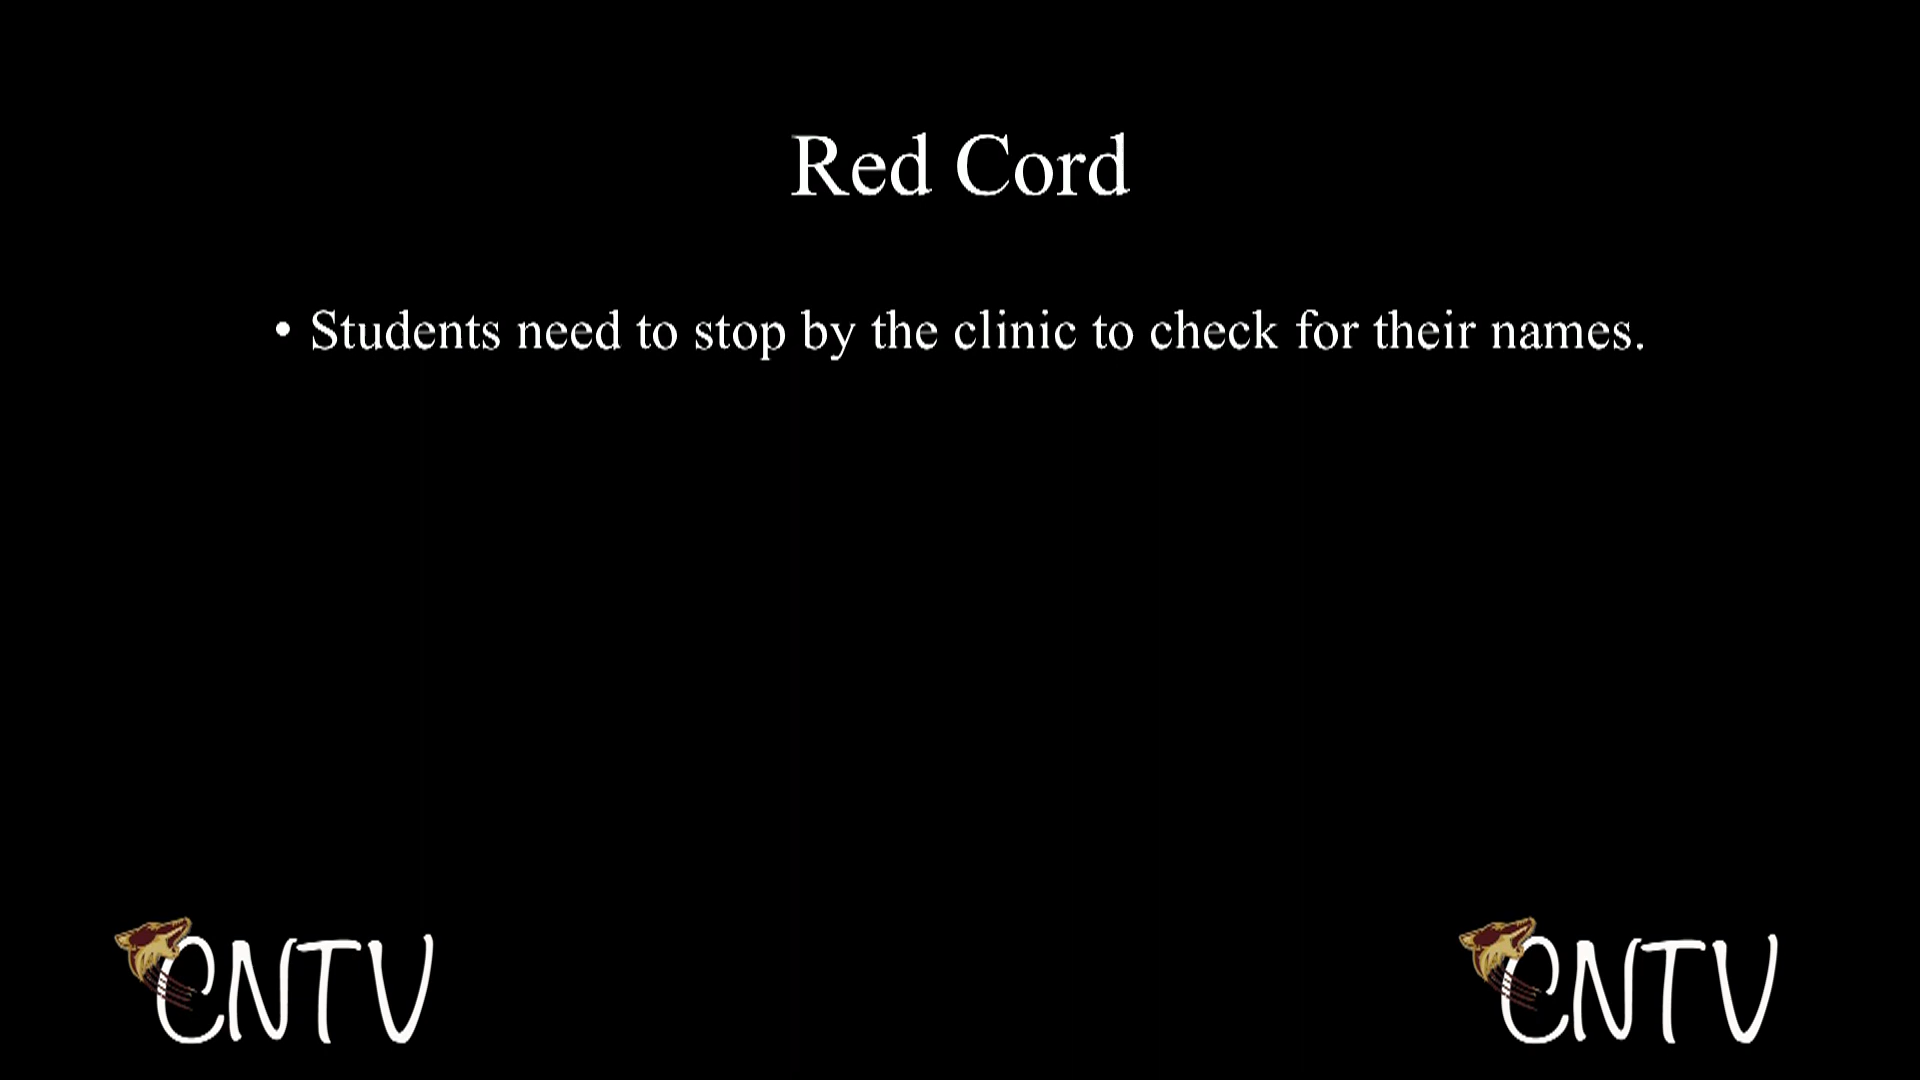 Red Cord
• Students need to stop by the clinic to check for their names.
CNTV
CNTV